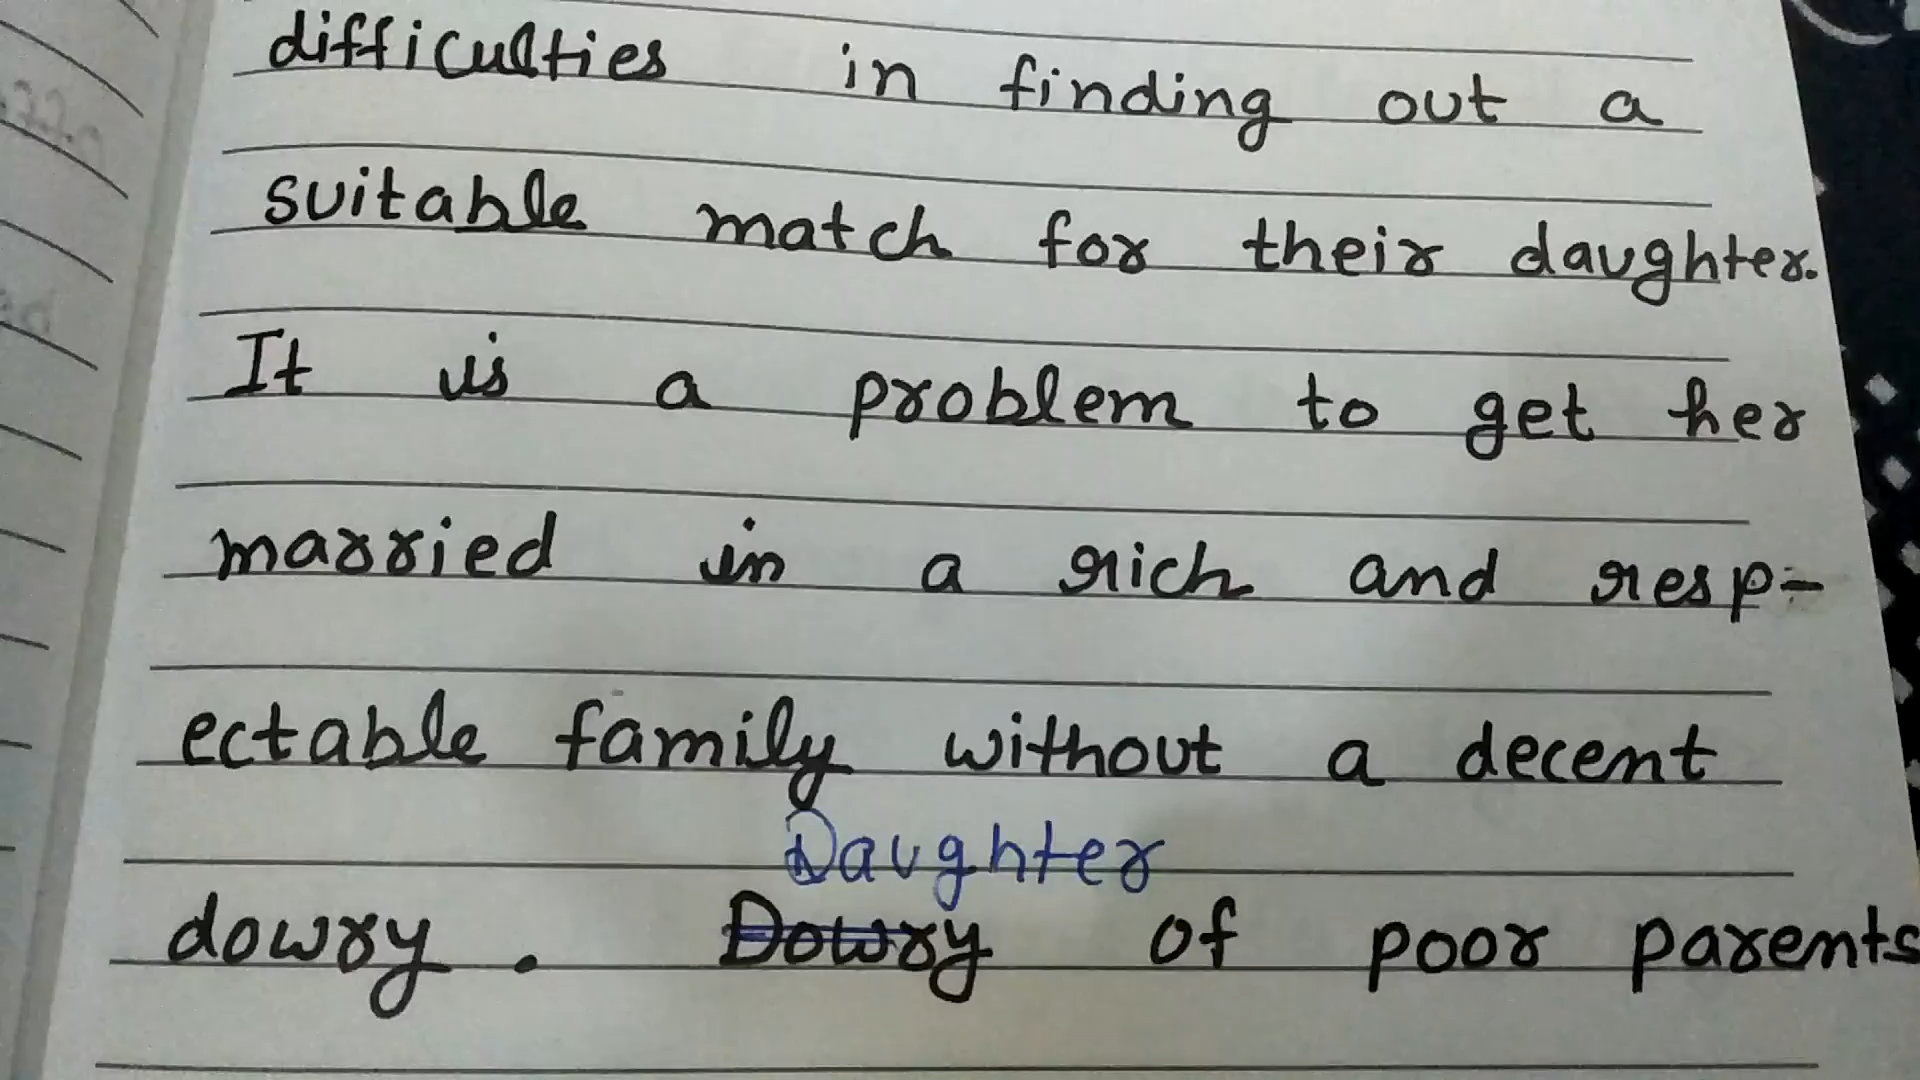 difficulties in finding out a
suitable match for their daughter.
It is a problem to get her
married in a rich and resp-
ectable family without a decent
Daughter
dowry. Dowry of poor parents